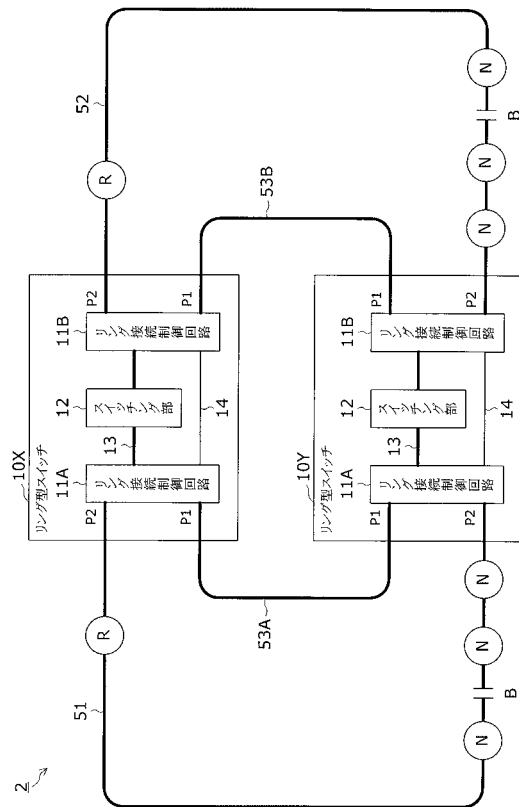 2
51
R
52
R
10X
リング型スイッチ
P2
P2
11A
リング接続制御回路
12
スイッチング部
11B
リング接続制御回路
13
14
P1
P1
53A
53B
10Y
リング型スイッチ
P1
P1
11A
リング接続制御回路
12
スイッチング部
11B
リング接続制御回路
13
14
P2
P2
N
B
N
N
N
N
B
N